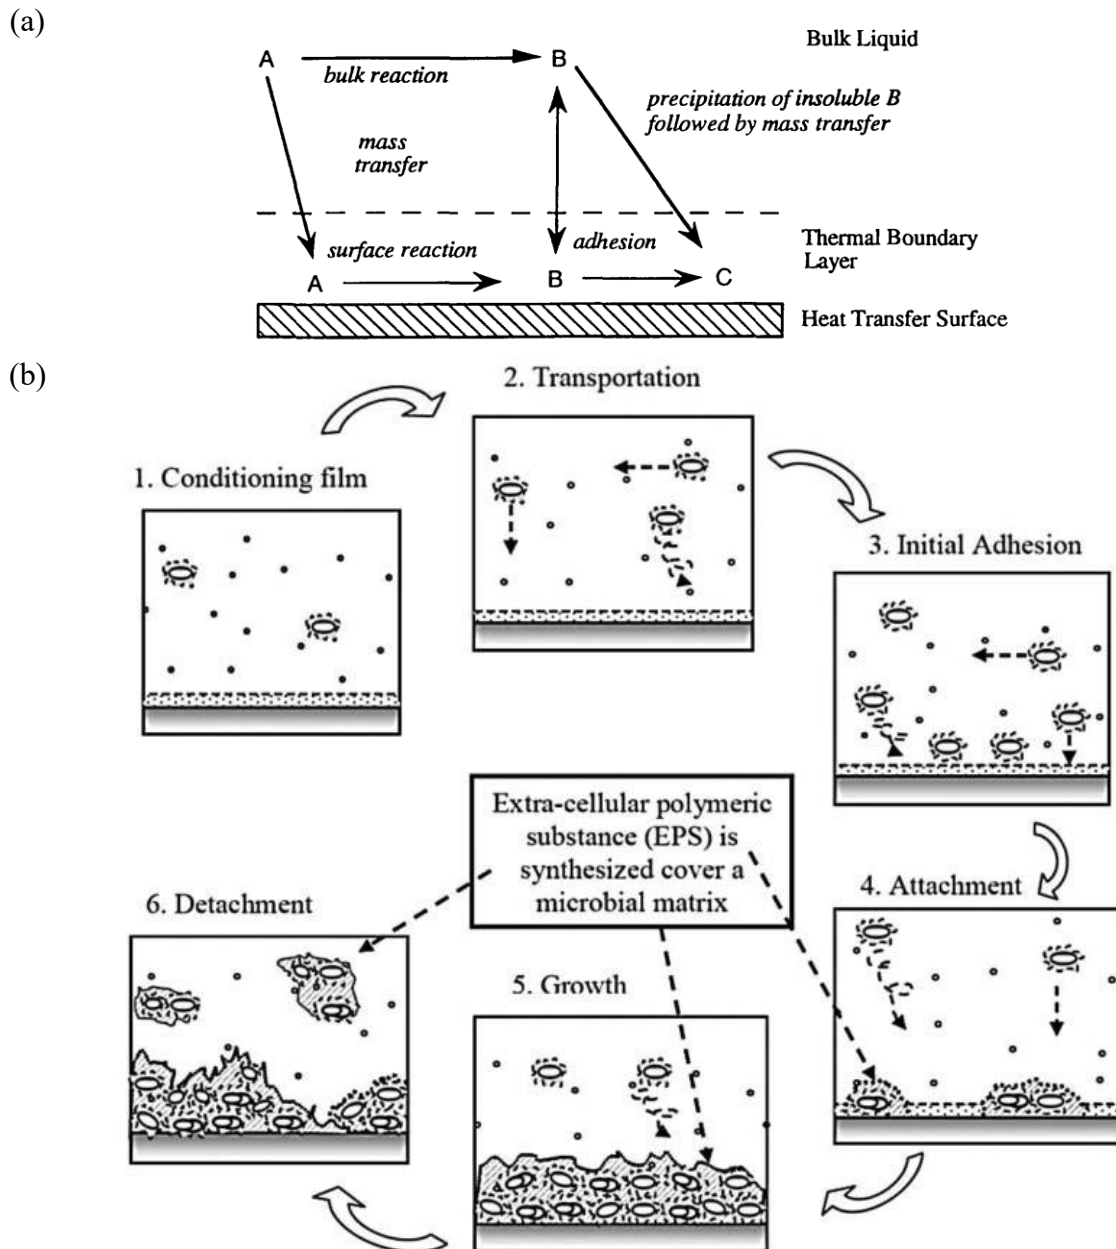 (a)
Bulk Liquid
A
B
bulk reaction
precipitation of insoluble B
followed by mass transfer
mass
transfer
surface reaction
adhesion
Thermal Boundary
Layer
A
B
C
Heat Transfer Surface
(b)
2. Transportation
1. Conditioning film
3. Initial Adhesion
Extra-cellular polymeric
substance (EPS) is
synthesized cover a
microbial matrix
4. Attachment
6. Detachment
5. Growth